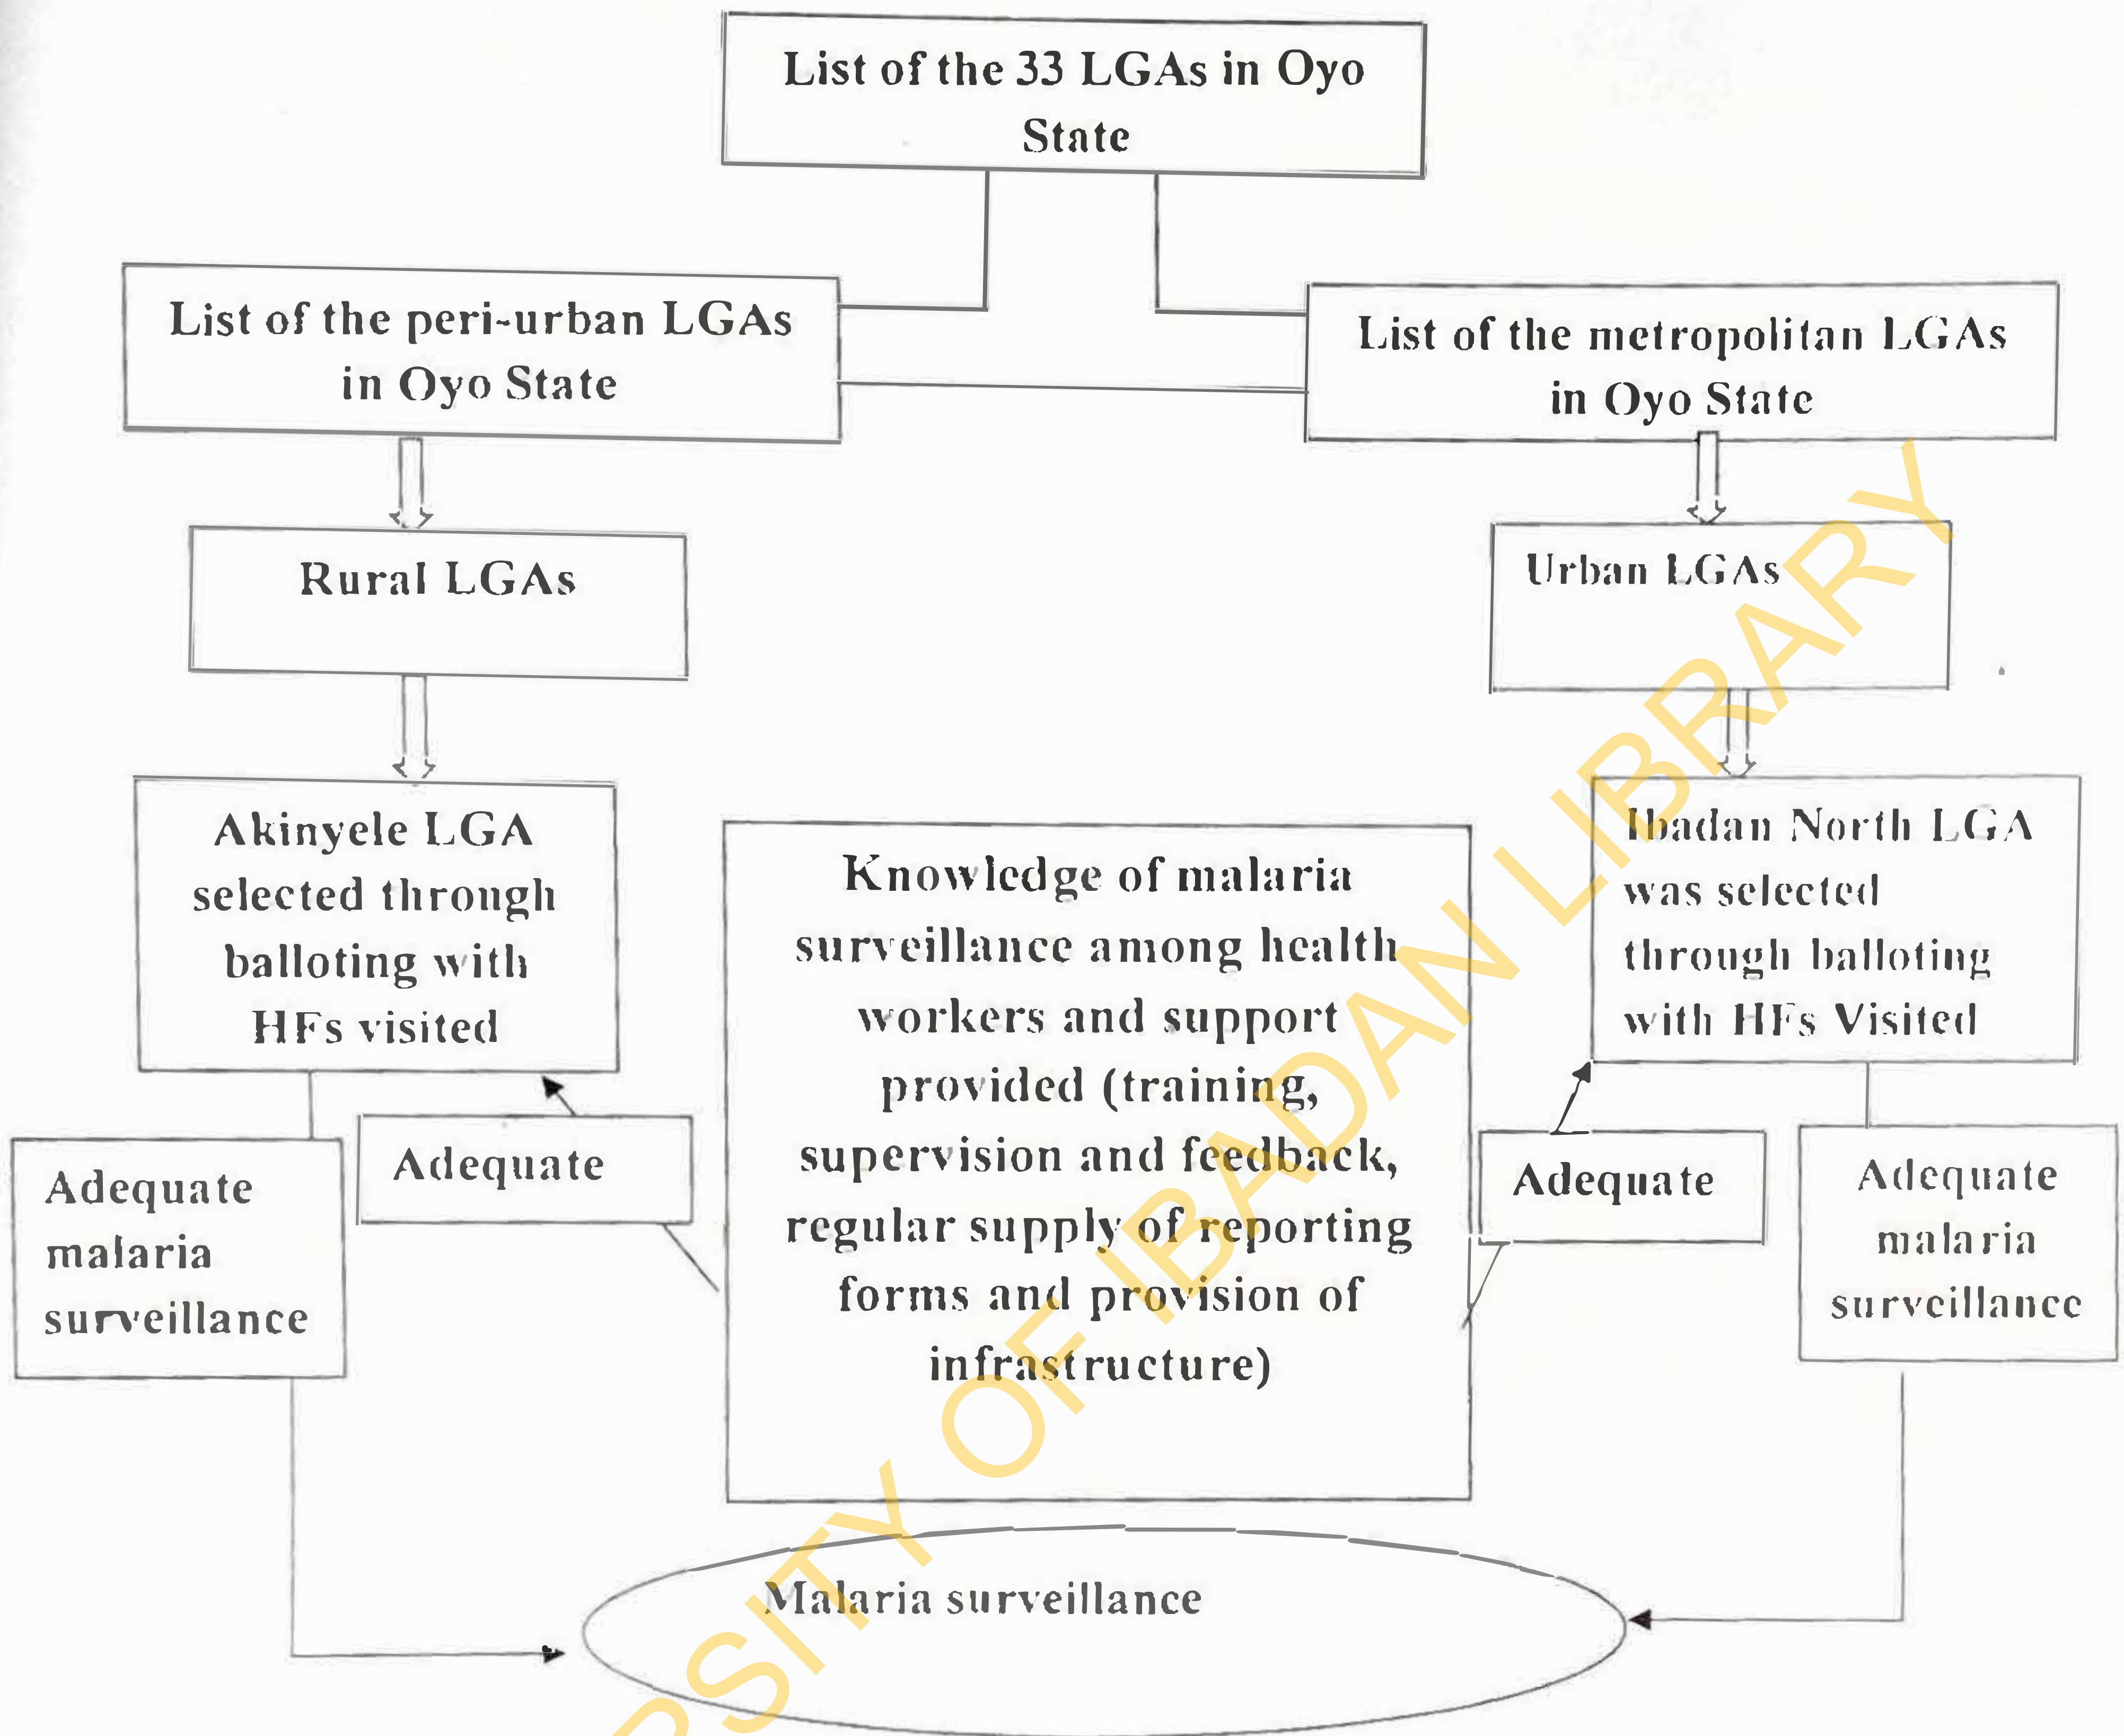 List of the 33 LGAs in Oyo
State
List of the peri-urban LGAs
in Oyo State
List of the metropolitan LGAs
in Oyo State
Rural LGAs
Urban LGAs
Akinyele LGA
selected through
balloting with
HFs visited
Knowledge of malaria
surveillance among health
workers and support
provided (training,
supervision and feedback,
regular supply of reporting
forms and provision of
infrastructure)
Ibadan North LGA
was selected
through balloting
with HFs Visited
Adequate
malaria
surveillance
Adequate
Adequate
Adequate
malaria
surveillance
Malaria surveillance
RSITY OF IBADAN LIBRARY